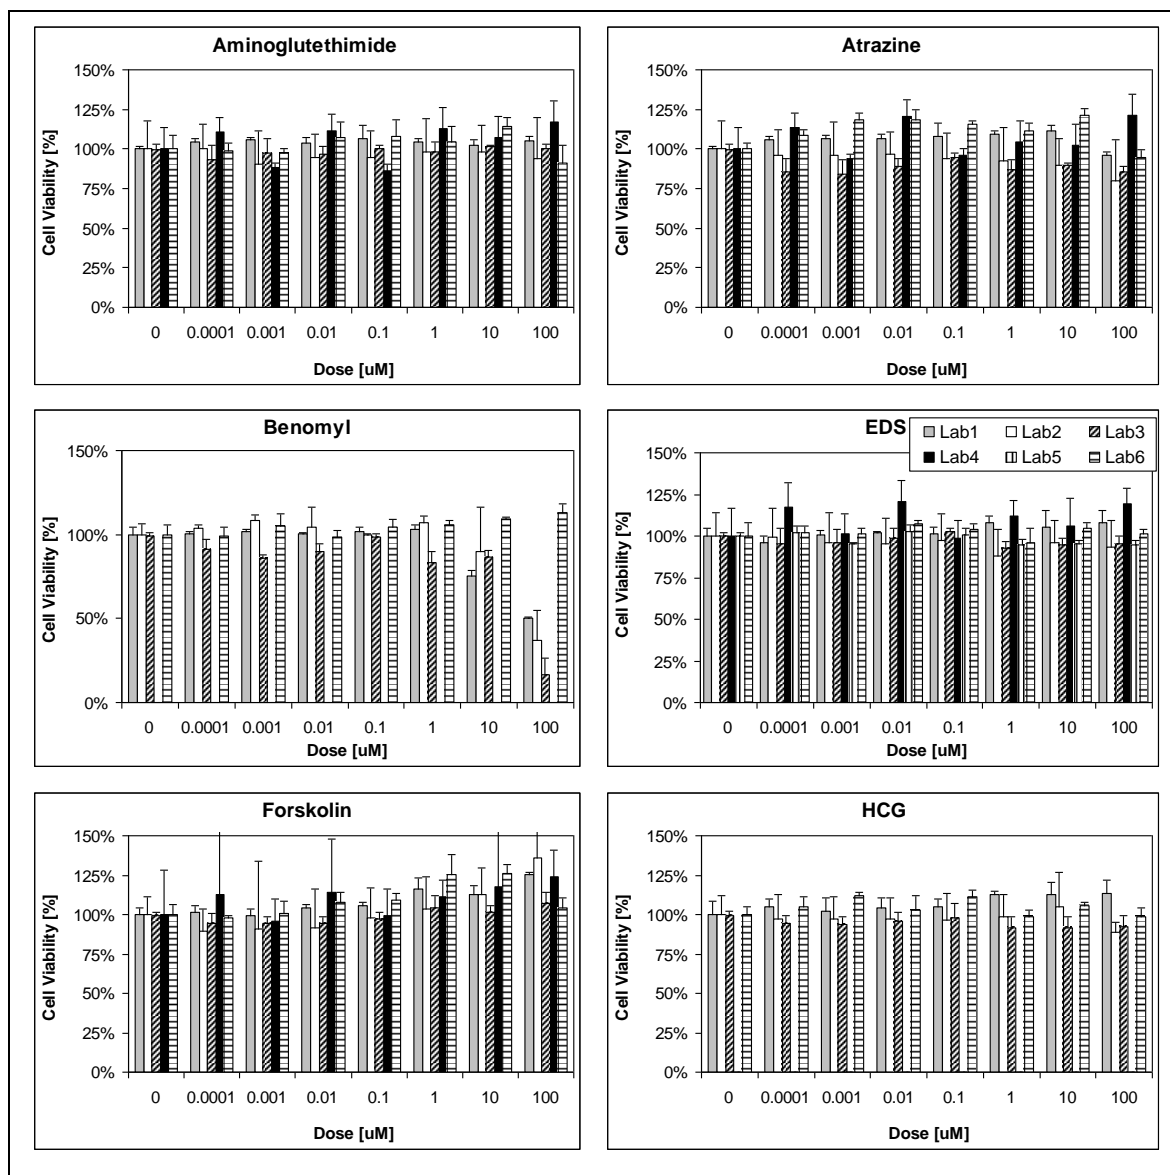 Aminoglutethimide
Cell Viability [%]
150%
125%
100%
75%
50%
25%
0%
0 0.0001 0.001 0.01 0.1 1 10 100
Dose [uM]
Atrazine
Cell Viability [%]
150%
125%
100%
75%
50%
25%
0%
0 0.0001 0.001 0.01 0.1 1 10 100
Dose [uM]
Benomyl
Cell Viability [%]
150%
100%
50%
0%
0 0.0001 0.001 0.01 0.1 1 10 100
Dose [uM]
EDS
Lab1 Lab2 Lab3
Lab4 Lab5 Lab6
Cell Viability [%]
150%
125%
100%
75%
50%
25%
0%
0 0.0001 0.001 0.01 0.1 1 10 100
Dose [uM]
Forskolin
Cell Viability [%]
150%
125%
100%
75%
50%
25%
0%
0 0.0001 0.001 0.01 0.1 1 10 100
Dose [uM]
HCG
Cell Viability [%]
150%
125%
100%
75%
50%
25%
0%
0 0.0001 0.001 0.01 0.1 1 10 100
Dose [uM]